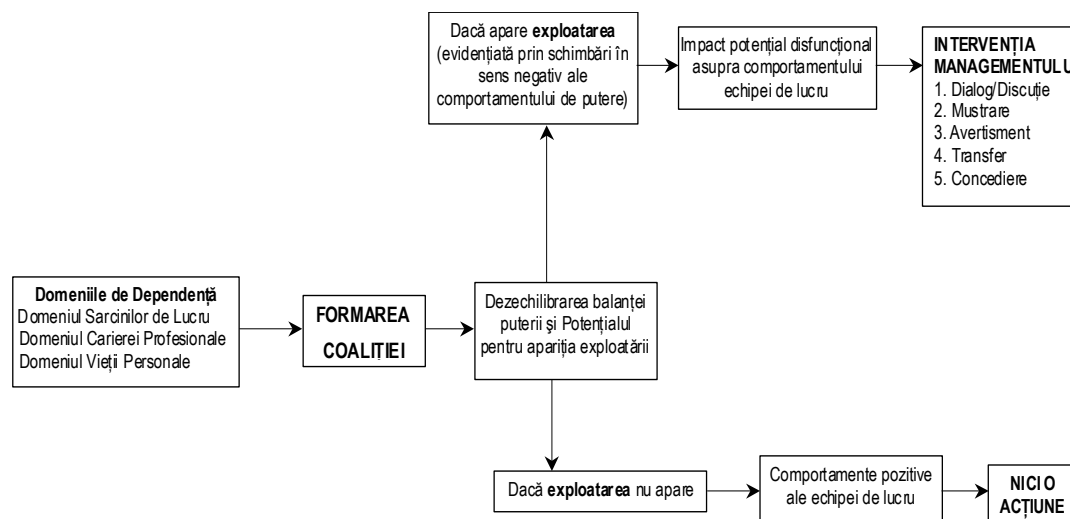 Dacă apare exploatarea
(evidențiată prin schimbări în
sens negativ ale
comportamentului de putere)
Impact potențial disfuncțional
asupra comportamentului
echipei de lucru
INTERVENȚIA
MANAGEMENTULU
1. Dialog/Discuție
2. Mustrare
3. Avertisment
4. Transfer
5. Concediere
Domeniile de Dependență
Domeniul Sarcinilor de Lucru
Domeniul Carierei Profesionale
Domeniul Vieții Personale
FORMAREA
COALIȚIEI
Dezechilibrarea balanței
puterii și Potențialul
pentru apariția exploatării
Dacă exploatarea nu apare
Comportamente pozitive
ale echipei de lucru
NICI O
ACȚIUNE